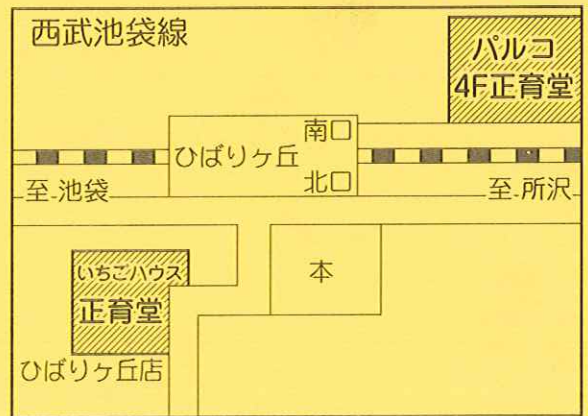 西武池袋線
パルコ
4F正育堂
南口
ひばりヶ丘
北口
至 池袋
至 所沢
いちごハウス
正育堂
本
ひばりヶ丘店